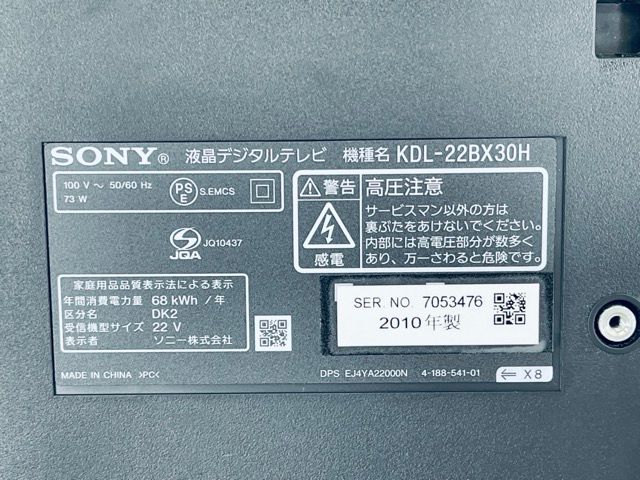 SONY® 液晶デジタルテレビ 機種名 KDL-22BX30H
100 V ～ 50/60 Hz
73 W
PSE S.EMCS
JQA JQ10437
家庭用品品質表示法による表示
年間消費電力量 68 kWh / 年
区分名 DK2
受信機型サイズ 22 V
表示者 ソニー株式会社
警告 高圧注意
感電
サービスマン以外の方は
裏ぶたをあけないでください。
内部には高電圧部分が数多く
あり、万一さわると危険です。
SER. NO. 7053476
2010年製
MADE IN CHINA >PC<
DPS EJ4YA22000N 4-188-541-01
⇐ X8